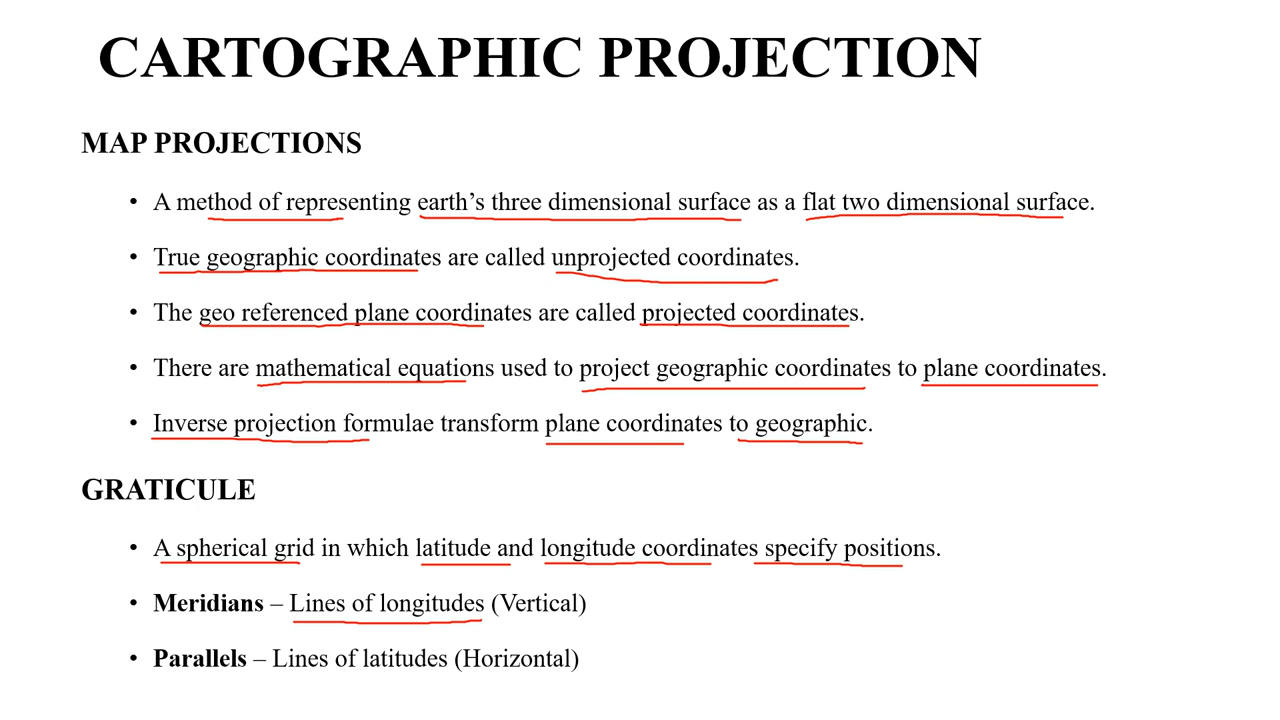 CARTOGRAPHIC PROJECTION
MAP PROJECTIONS
• A method of representing earth’s three dimensional surface as a flat two dimensional surface.
• True geographic coordinates are called unprojected coordinates.
• The geo referenced plane coordinates are called projected coordinates.
• There are mathematical equations used to project geographic coordinates to plane coordinates.
• Inverse projection formulae transform plane coordinates to geographic.
GRATICULE
• A spherical grid in which latitude and longitude coordinates specify positions.
• Meridians – Lines of longitudes (Vertical)
• Parallels – Lines of latitudes (Horizontal)